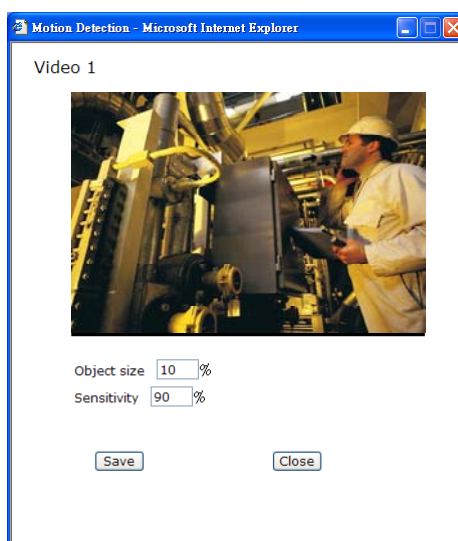 Motion Detection - Microsoft Internet Explorer
Video 1
Object size 10 %
Sensitivity 90 %
Save Close